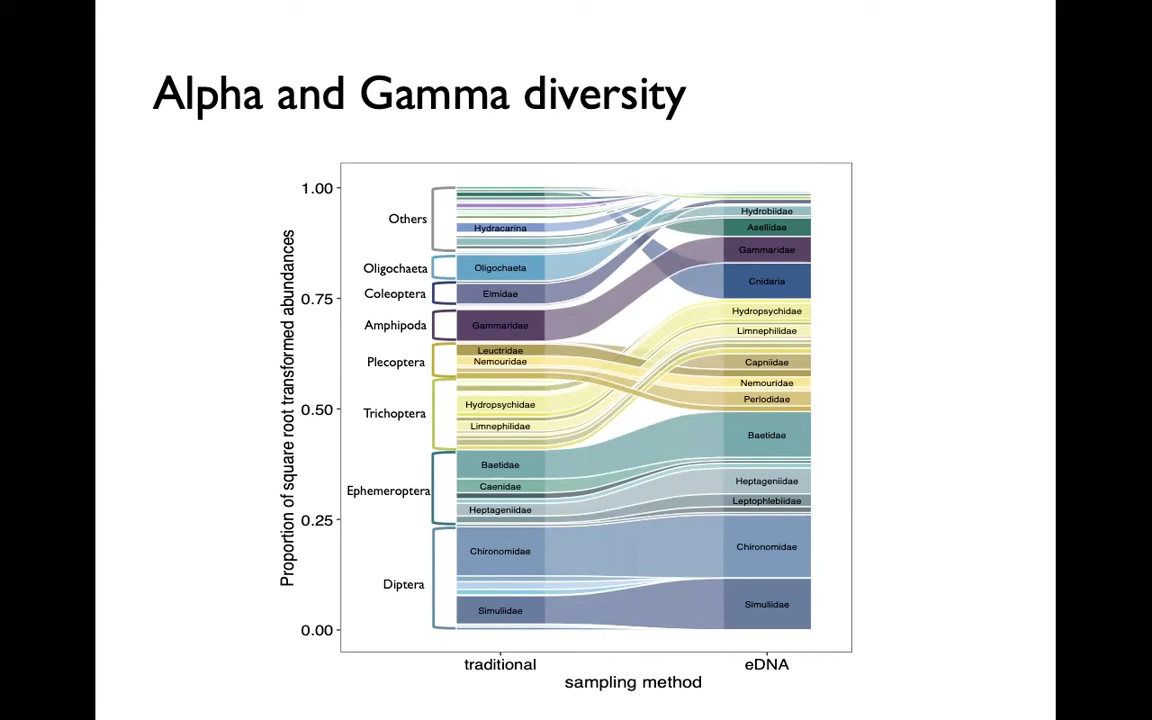 Alpha and Gamma diversity
Proportion of square root transformed abundances
1.00
0.75
0.50
0.25
0.00
Others
Oligochaeta
Coleoptera
Amphipoda
Plecoptera
Trichoptera
Ephemeroptera
Diptera
Hydracarina
Oligochaeta
Elmidae
Gammaridae
Leuctridae
Nemouridae
Hydropsychidae
Limnephilidae
Baetidae
Caenidae
Heptageniidae
Chironomidae
Simuliidae
Hydrobiidae
Asellidae
Gammaridae
Cnidaria
Hydropsychidae
Limnephilidae
Capniidae
Nemouridae
Perlodidae
Baetidae
Heptageniidae
Leptophlebiidae
Chironomidae
Simuliidae
traditional
eDNA
sampling method